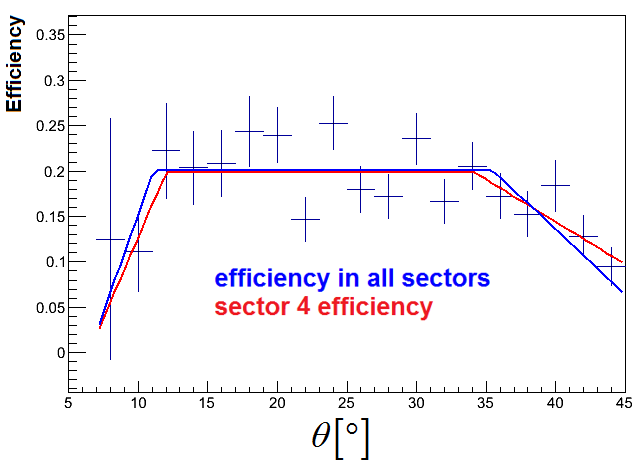 Efficiency
0.35
0.3
0.25
0.2
0.15
0.1
0.05
0
efficiency in all sectors
sector 4 efficiency
5 10 15 20 25 30 35 40 45
θ[°]